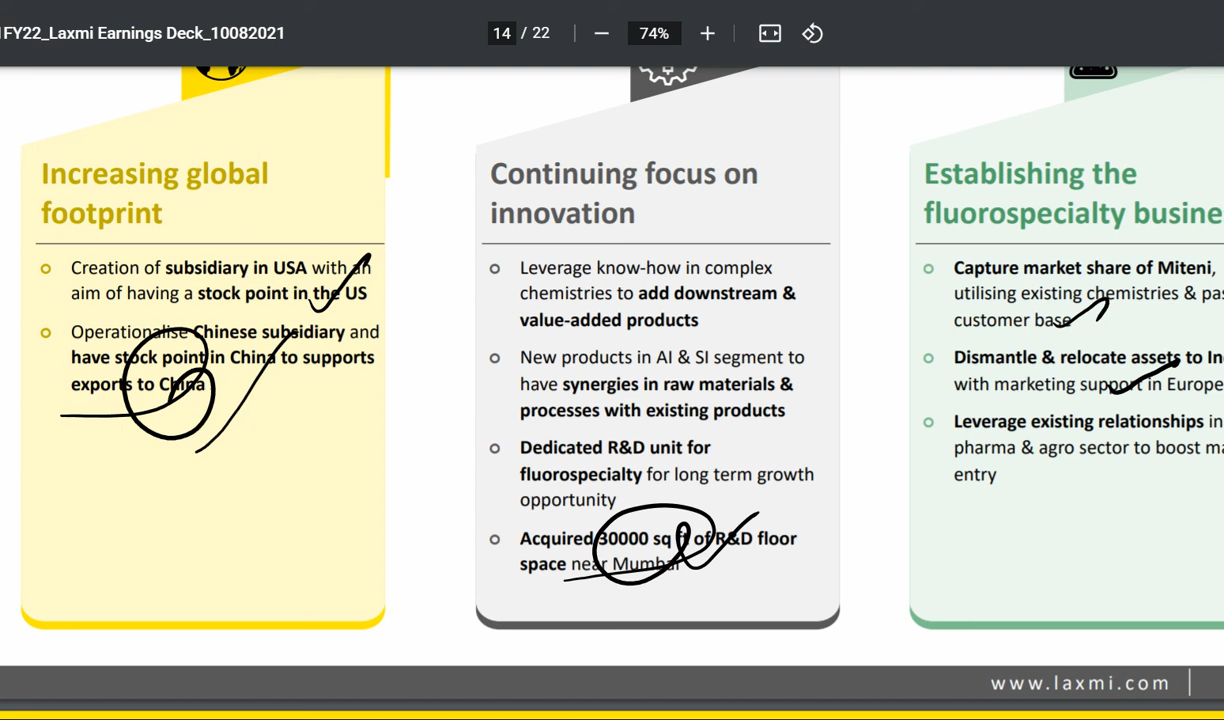 1FY22_Laxmi Earnings Deck_10082021
14 / 22
74%
Increasing global
footprint
Creation of subsidiary in USA with an
aim of having a stock point in the US
Operationalise Chinese subsidiary and
have stock point in China to supports
exports to China
Continuing focus on
innovation
Leverage know-how in complex
chemistries to add downstream &
value-added products
New products in AI & SI segment to
have synergies in raw materials &
processes with existing products
Dedicated R&D unit for
fluorospecialty for long term growth
opportunity
Acquired 30000 sq ft of R&D floor
space near Mumbai
Establishing the
fluorospecialty busine
Capture market share of Miteni,
utilising existing chemistries & pas
customer base
Dismantle & relocate assets to In
with marketing support in Europe
Leverage existing relationships in
pharma & agro sector to boost ma
entry
www.laxmi.com